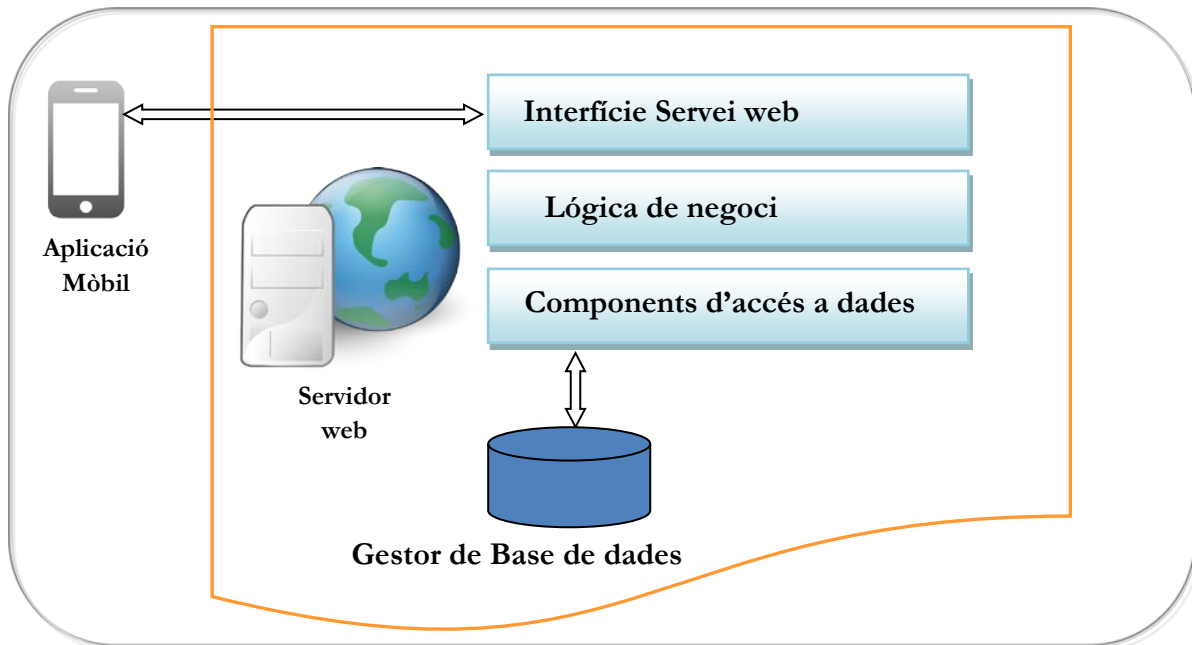 Interfície Servei web
Aplicació
Mòbil
Lógica de negoci
Components d’accés a dades
Servidor
web
Gestor de Base de dades